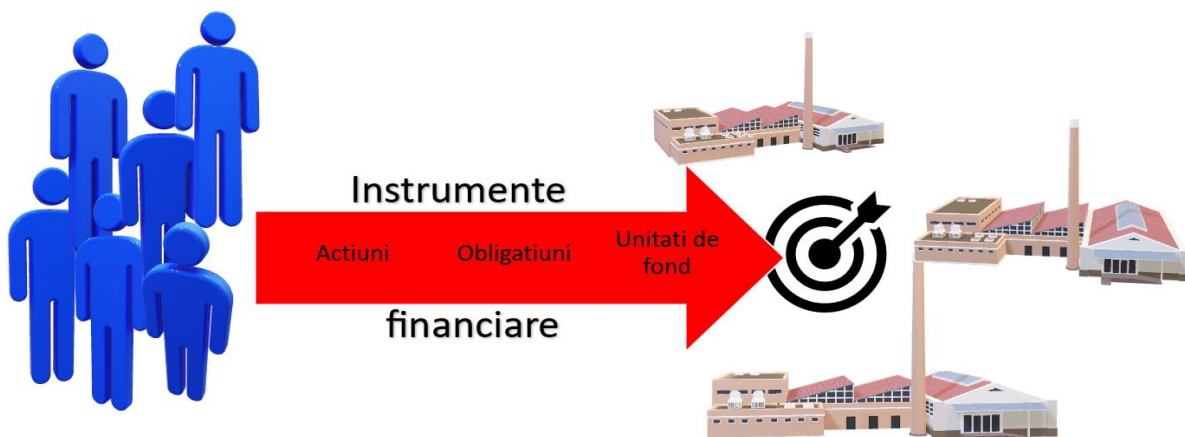 Instrumente
Actiuni
Obligatiuni
Unitati de
fond
financiare